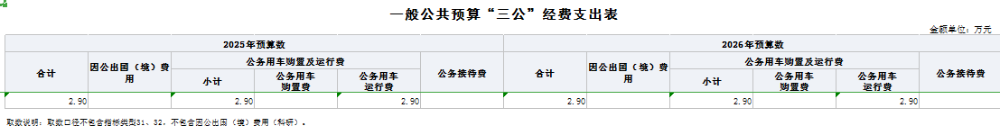 一般公共预算“三公”经费支出表
金额单位：万元
2025年预算数 2026年预算数
合计 因公出国（境）费用 公务用车购置及运行费 公务接待费 合计 因公出国（境）费用 公务用车购置及运行费 公务接待费
小计 公务用车购置费 公务用车运行费 小计 公务用车购置费 公务用车运行费
2.90 2.90 2.90 2.90 2.90 2.90
取数说明：取数口径不包含指标类型31、32，不包含因公出国（境）费用（科研）。